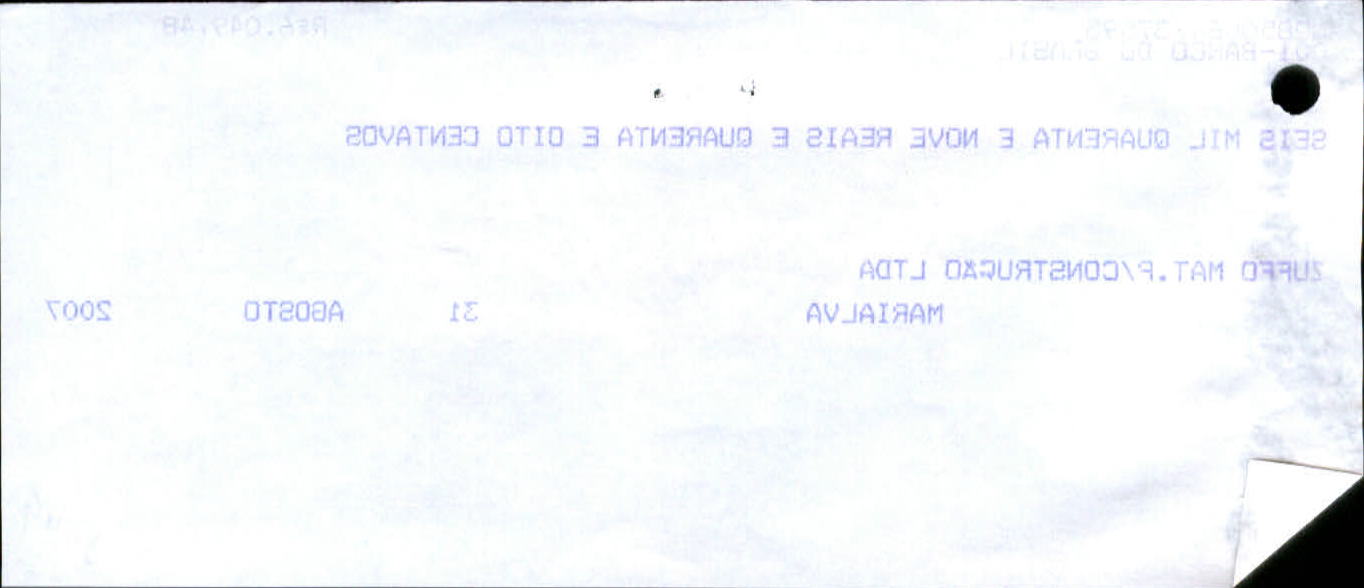 R$6.049,48
001-BANCO DO BRASIL
SEIS MIL QUARENTA E NOVE REAIS E QUARENTA E OITO CENTAVOS
ZUFFO MAT.P/CONSTRUÇÃO LTDA
MARIALVA 31 AGOSTO 2007